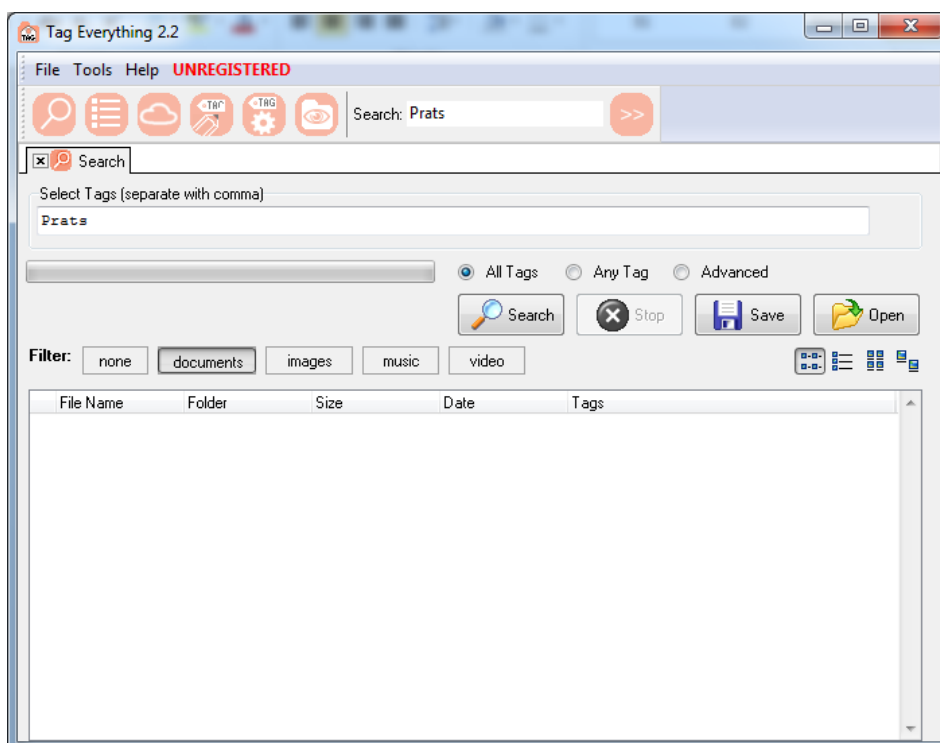 Tag Everything 2.2
File Tools Help UNREGISTERED
TAG TAG Search: Prats >>
Search
Select Tags (separate with comma)
Prats
All Tags Any Tag Advanced
Search Stop Save Open
Filter: none documents images music video
File Name Folder Size Date Tags